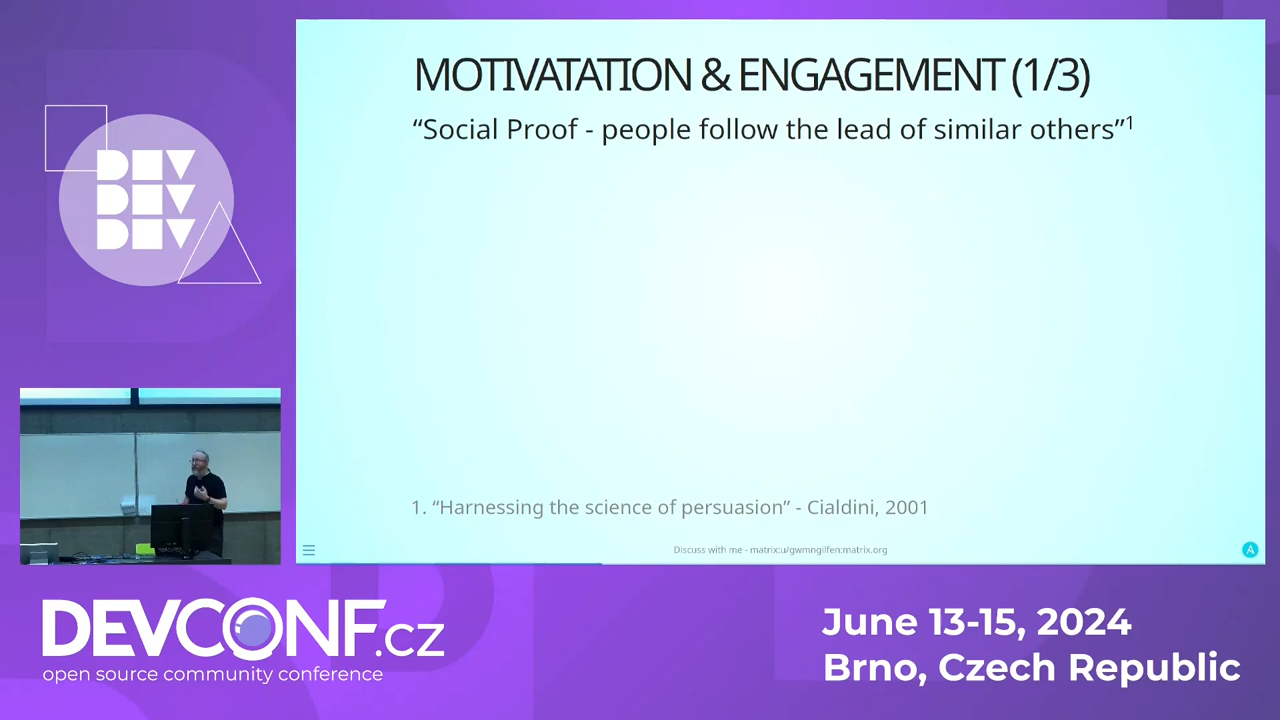 MOTIVATATION & ENGAGEMENT (1/3)
“Social Proof - people follow the lead of similar others”1
1. “Harnessing the science of persuasion” - Cialdini, 2001
Discuss with me - matrix:u/gwmngilfen:matrix.org
A
DEV
DEV
DEV
DEVCONF.cz
open source community conference
June 13-15, 2024
Brno, Czech Republic